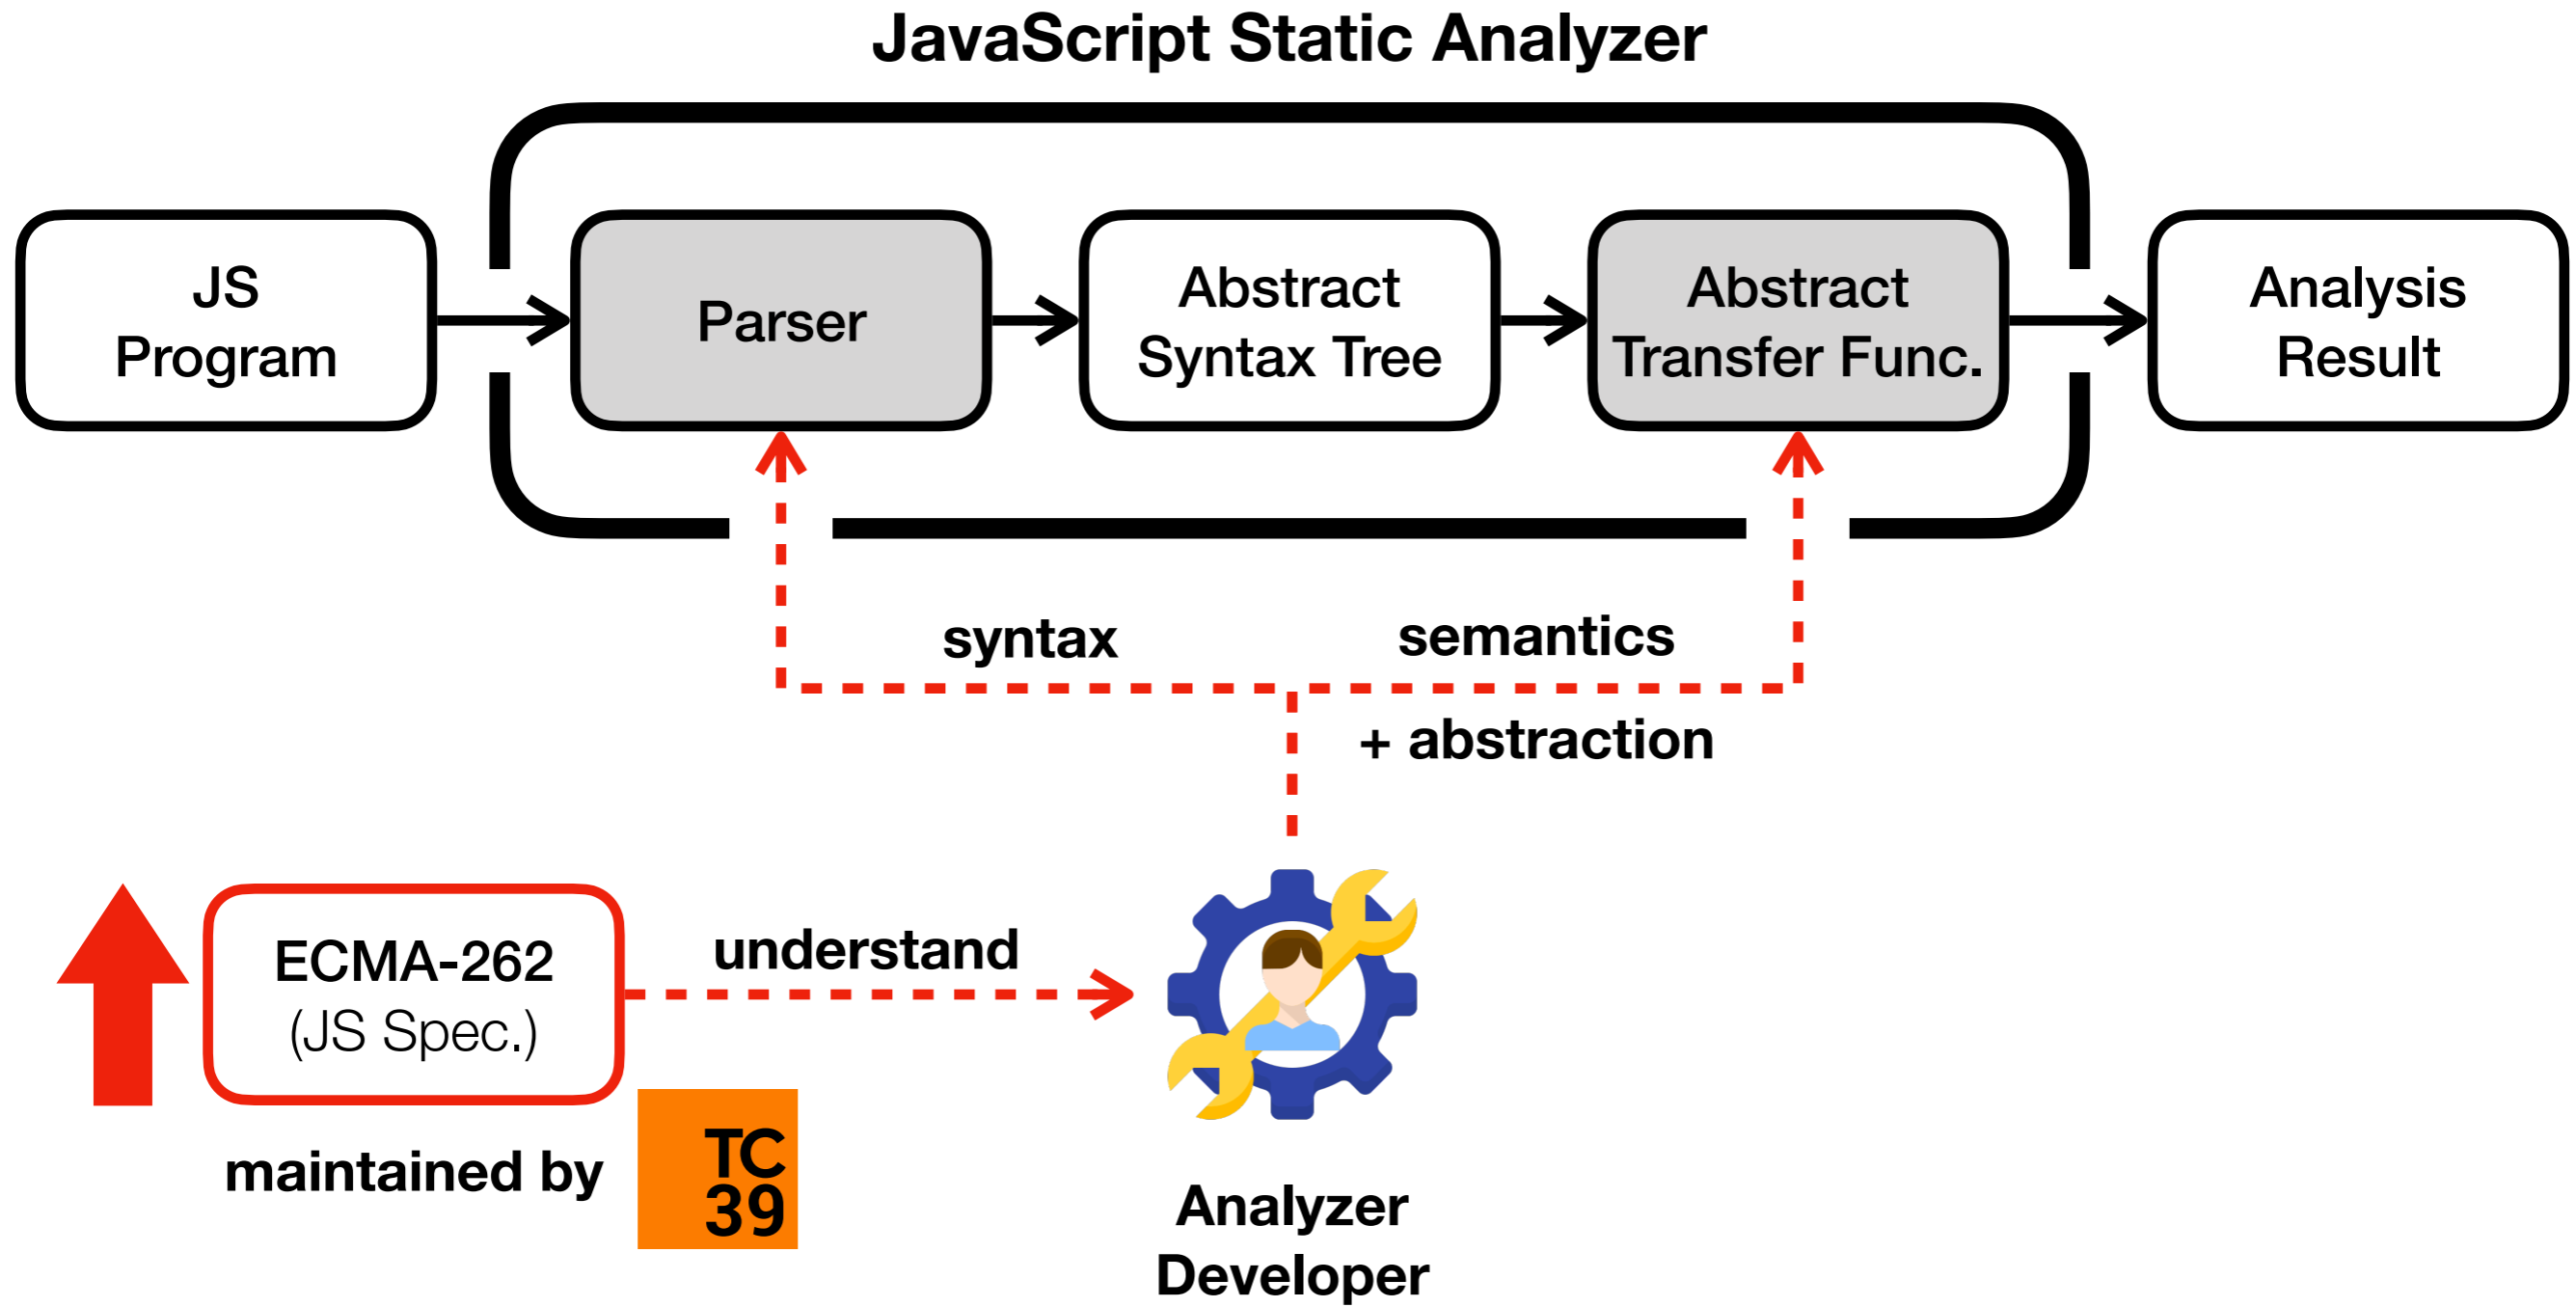 JavaScript Static Analyzer
JS
Program
Parser
Abstract
Syntax Tree
Abstract
Transfer Func.
Analysis
Result
syntax
semantics
+ abstraction
ECMA-262
(JS Spec.)
understand
maintained by
TC
39
Analyzer
Developer